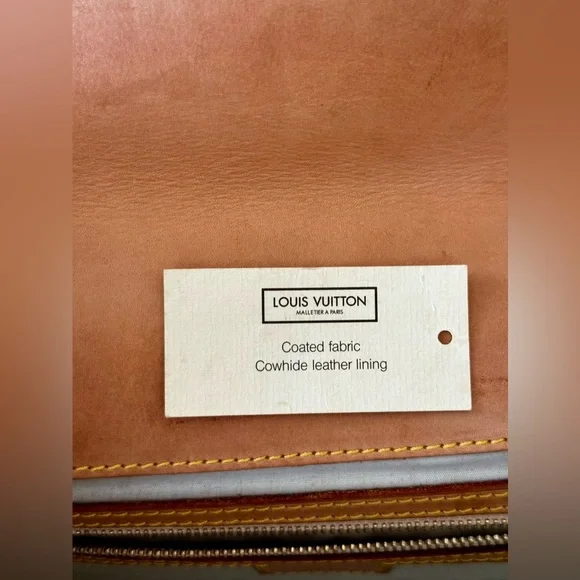 LOUIS VUITTON
MALLETIER A PARIS
Coated fabric
Cowhide leather lining